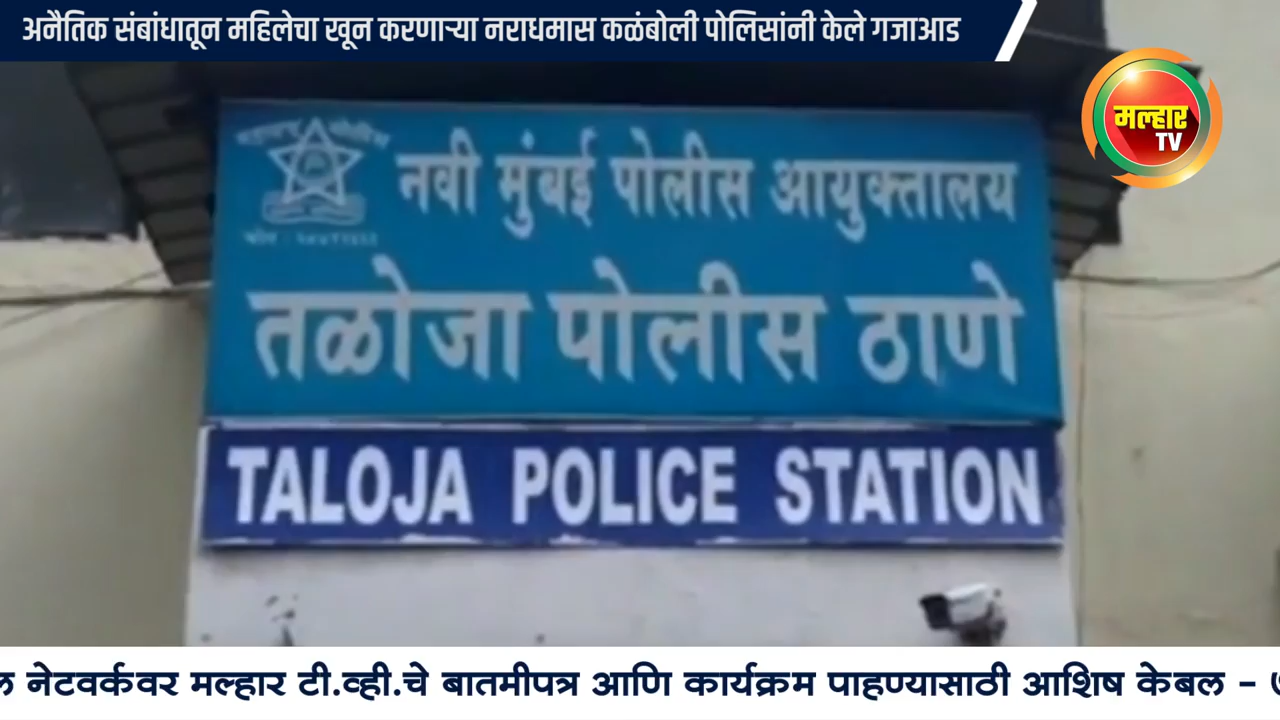 अनैतिक संबांधातून महिलेचा खून करणाऱ्या नराधमास कळंबोली पोलिसांनी केले गजाआड
मल्हार
TV
नवी मुंबई पोलीस आयुक्तालय
तळोजा पोलीस ठाणे
TALOJA POLICE STATION
नेटवर्कवर मल्हार टी.व्ही.चे बातमीपत्र आणि कार्यक्रम पाहण्यासाठी आशिष केबल -